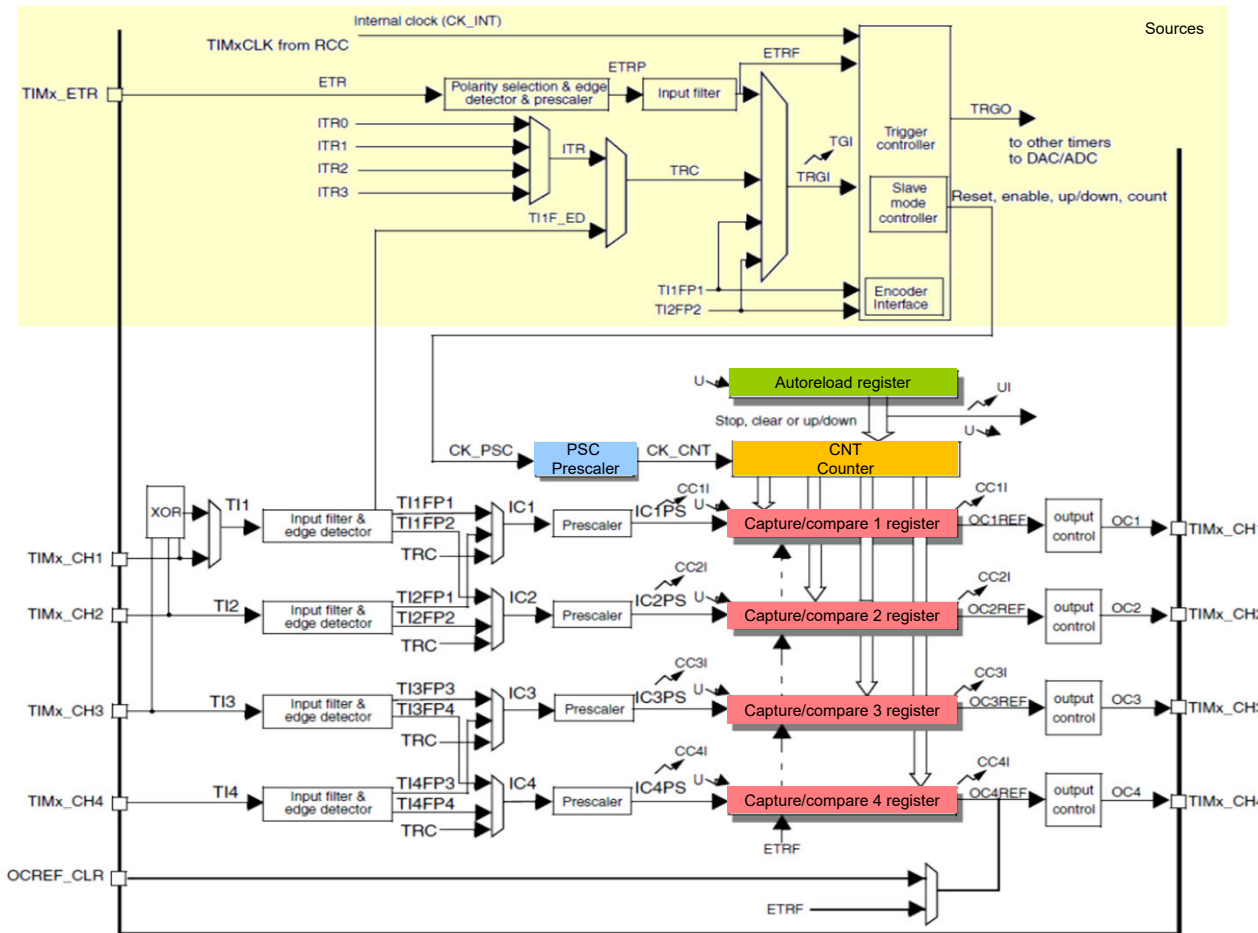 Internal clock (CK_INT)
Sources
TIMxCLK from RCC
ETRF
ETRP
ETR
TIMx_ETR
Polarity selection & edge
detector & prescaler
Input filter
TRGO
to other timers
to DAC/ADC
ITR0
ITR1
ITR2
ITR3
ITR
TRC
TGI
TRGI
Trigger
controller
Slave
mode
controller
Reset, enable, up/down, count
TI1F_ED
TI1FP1
TI2FP2
Encoder
Interface
U
Autoreload register
UI
Stop, clear or up/down
U
CK_PSC
PSC
Prescaler
CK_CNT
CNT
Counter
XOR
TI1
Input filter &
edge detector
TI1FP1
TI1FP2
TRC
IC1
Prescaler
IC1PS
CC1I
U
Capture/compare 1 register
CC1I
OC1REF
output
control
OC1
TIMx_CH1
TIMx_CH1
TIMx_CH2
TI2
Input filter &
edge detector
TI2FP1
TI2FP2
TRC
IC2
Prescaler
IC2PS
CC2I
U
Capture/compare 2 register
CC2I
OC2REF
output
control
OC2
TIMx_CH2
TIMx_CH3
TI3
Input filter &
edge detector
TI3FP3
TI3FP4
TRC
IC3
Prescaler
IC3PS
CC3I
U
Capture/compare 3 register
CC3I
OC3REF
output
control
OC3
TIMx_CH3
TIMx_CH4
TI4
Input filter &
edge detector
TI4FP3
TI4FP4
TRC
IC4
Prescaler
IC4PS
CC4I
U
Capture/compare 4 register
CC4I
OC4REF
output
control
OC4
TIMx_CH4
ETRF
OCREF_CLR
ETRF